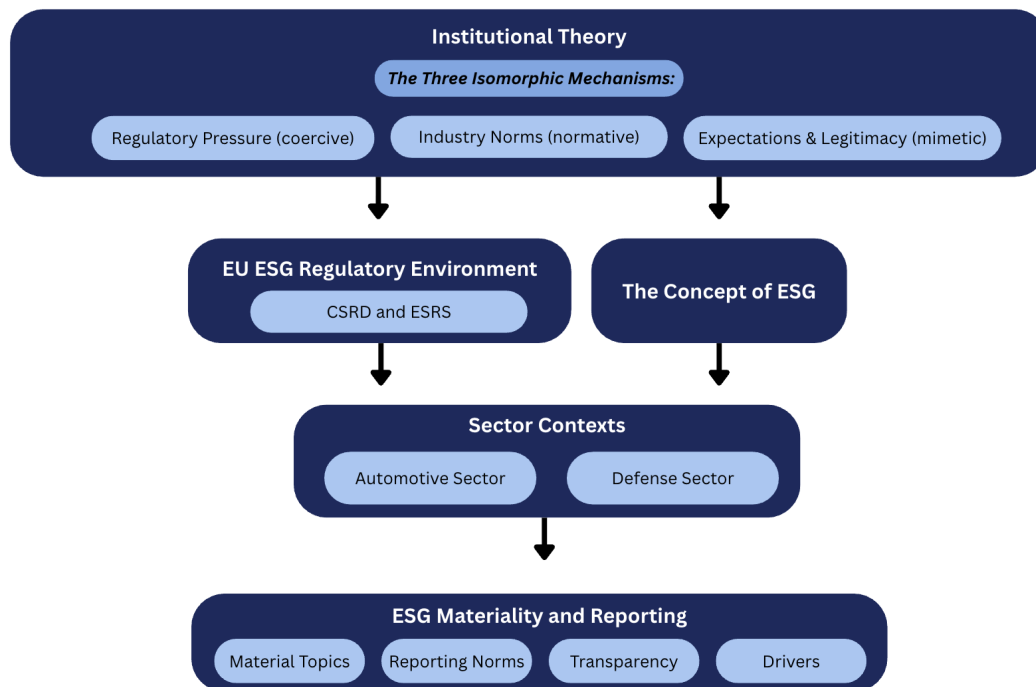 Institutional Theory
The Three Isomorphic Mechanisms:
Regulatory Pressure (coercive)
Industry Norms (normative)
Expectations & Legitimacy (mimetic)
EU ESG Regulatory Environment
CSRD and ESRS
The Concept of ESG
Sector Contexts
Automotive Sector
Defense Sector
ESG Materiality and Reporting
Material Topics
Reporting Norms
Transparency
Drivers